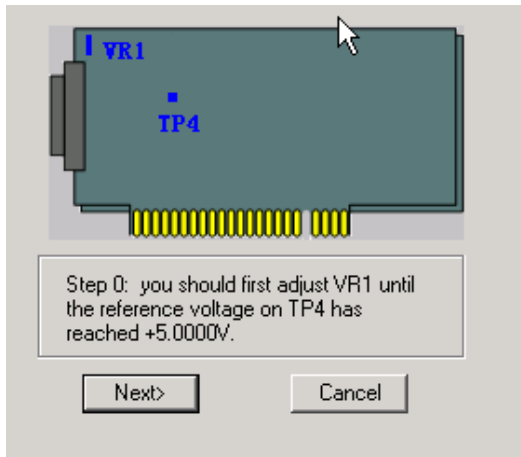 VR1
TP4
Step 0:  you should first adjust VR1 until
the reference voltage on TP4 has
reached +5.0000V.
Next>
Cancel